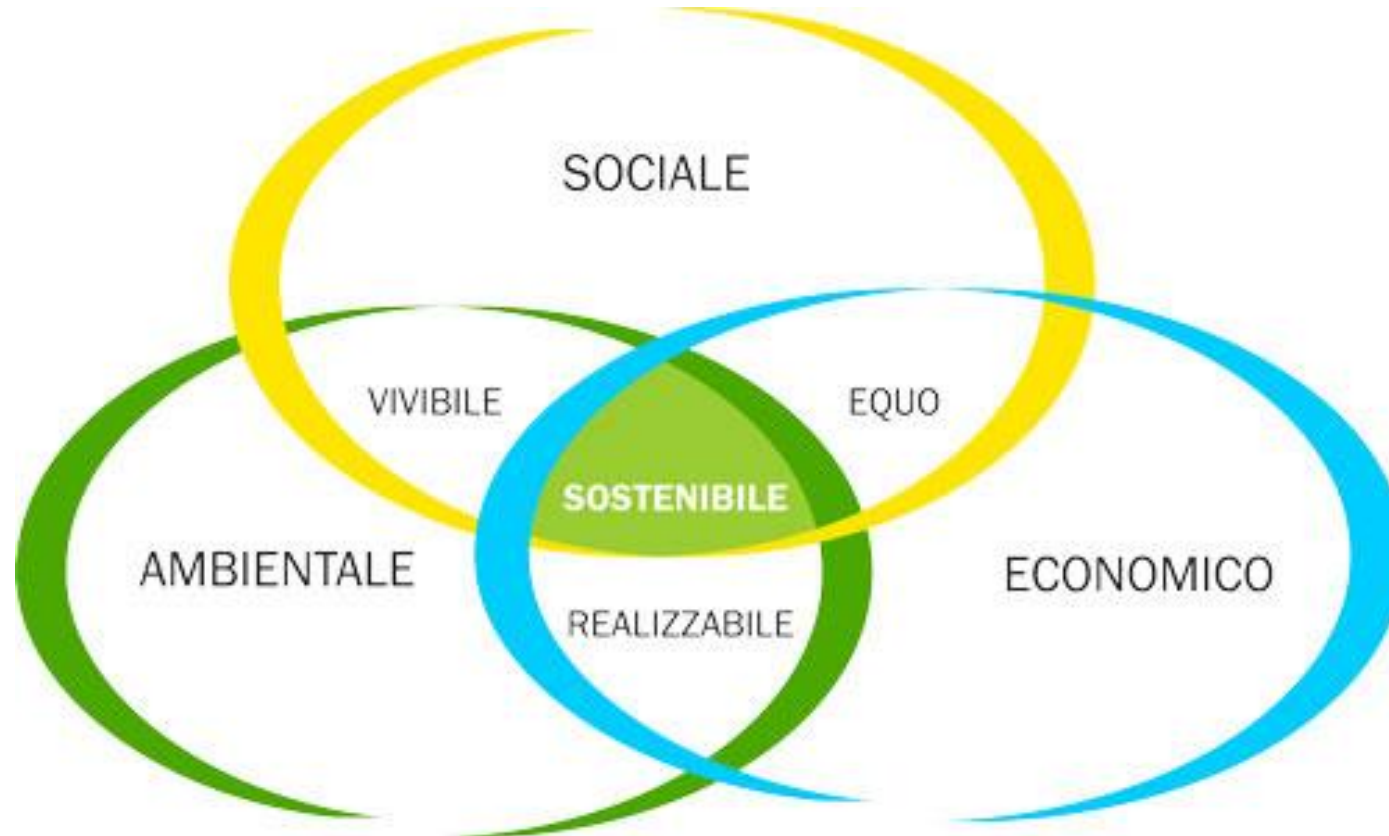 SOCIALE
VIVIBILE
EQUO
SOSTENIBILE
AMBIENTALE
ECONOMICO
REALIZZABILE